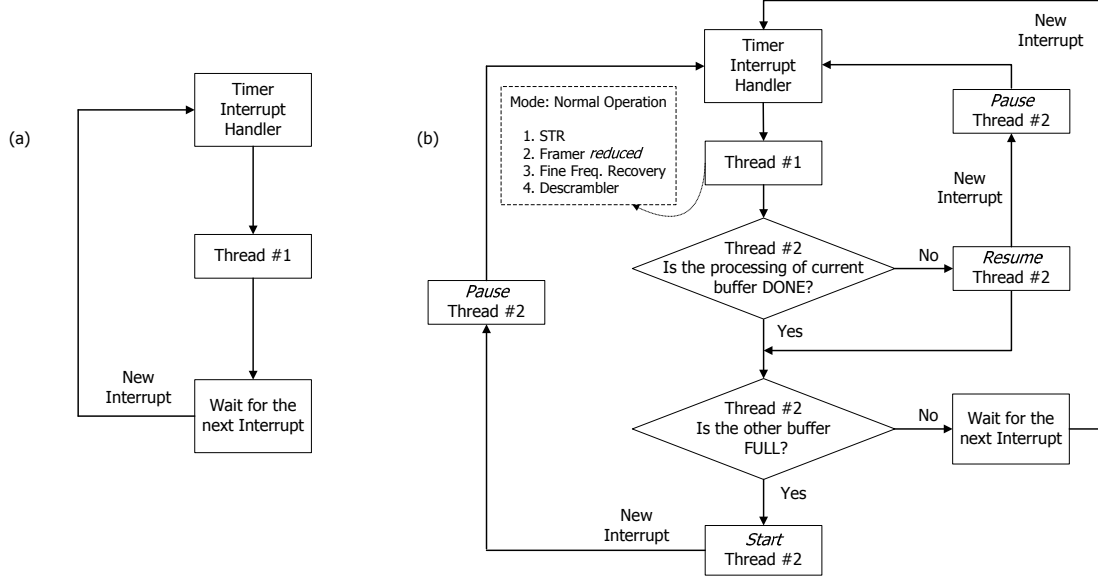 (a)
Timer
Interrupt
Handler
Thread #1
New
Interrupt
Wait for the
next Interrupt
(b)
New
Interrupt
Timer
Interrupt
Handler
Mode: Normal Operation
1. STR
2. Framer reduced
3. Fine Freq. Recovery
4. Descrambler
Pause
Thread #2
Thread #1
New
Interrupt
Thread #2
Is the processing of current
buffer DONE?
No
Resume
Thread #2
Pause
Thread #2
Yes
Thread #2
Is the other buffer
FULL?
No
Wait for the
next Interrupt
Yes
New
Interrupt
Start
Thread #2